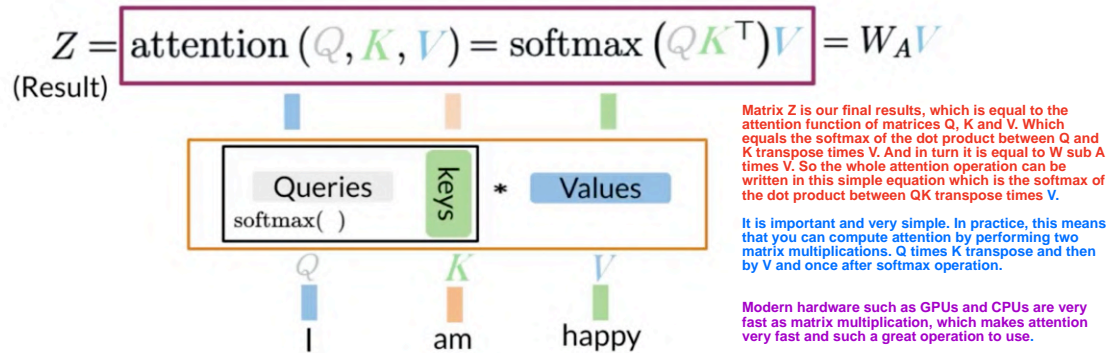 Z = attention (Q, K, V) = softmax (QK⊤)V = W_A V
(Result)
Queries
keys
*
Values
softmax( )
Q K V
I am happy
Matrix Z is our final results, which is equal to the
attention function of matrices Q, K and V. Which
equals the softmax of the dot product between Q and
K transpose times V. And in turn it is equal to W sub A
times V. So the whole attention operation can be
written in this simple equation which is the softmax of
the dot product between QK transpose times V.
It is important and very simple. In practice, this means
that you can compute attention by performing two
matrix multiplications. Q times K transpose and then
by V and once after softmax operation.
Modern hardware such as GPUs and CPUs are very
fast as matrix multiplication, which makes attention
very fast and such a great operation to use.